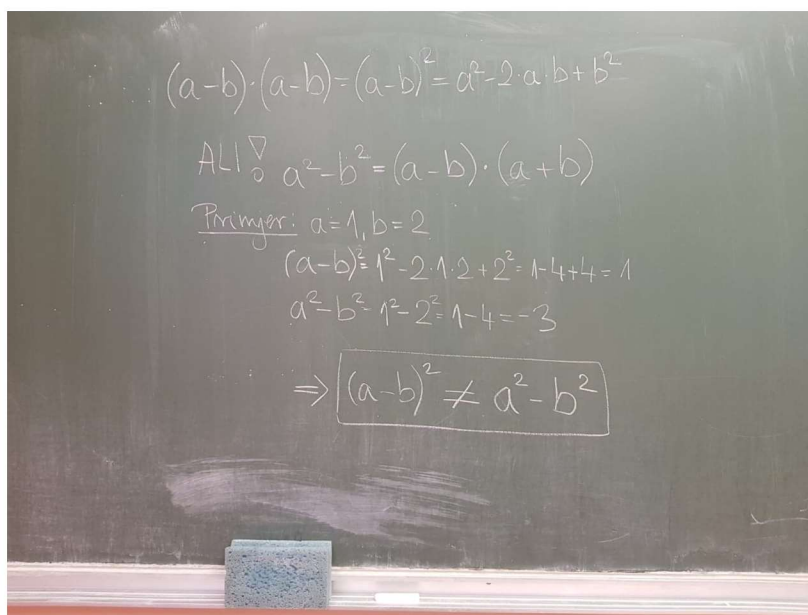 (a-b)·(a-b)=(a-b)²=a²-2·a·b+b²
ALI! a²-b²=(a-b)·(a+b)
Primjer: a=1, b=2
(a-b)²=1²-2·1·2+2²=1-4+4=1
a²-b²=1²-2²=1-4=-3
⇒ (a-b)² ≠ a²-b²